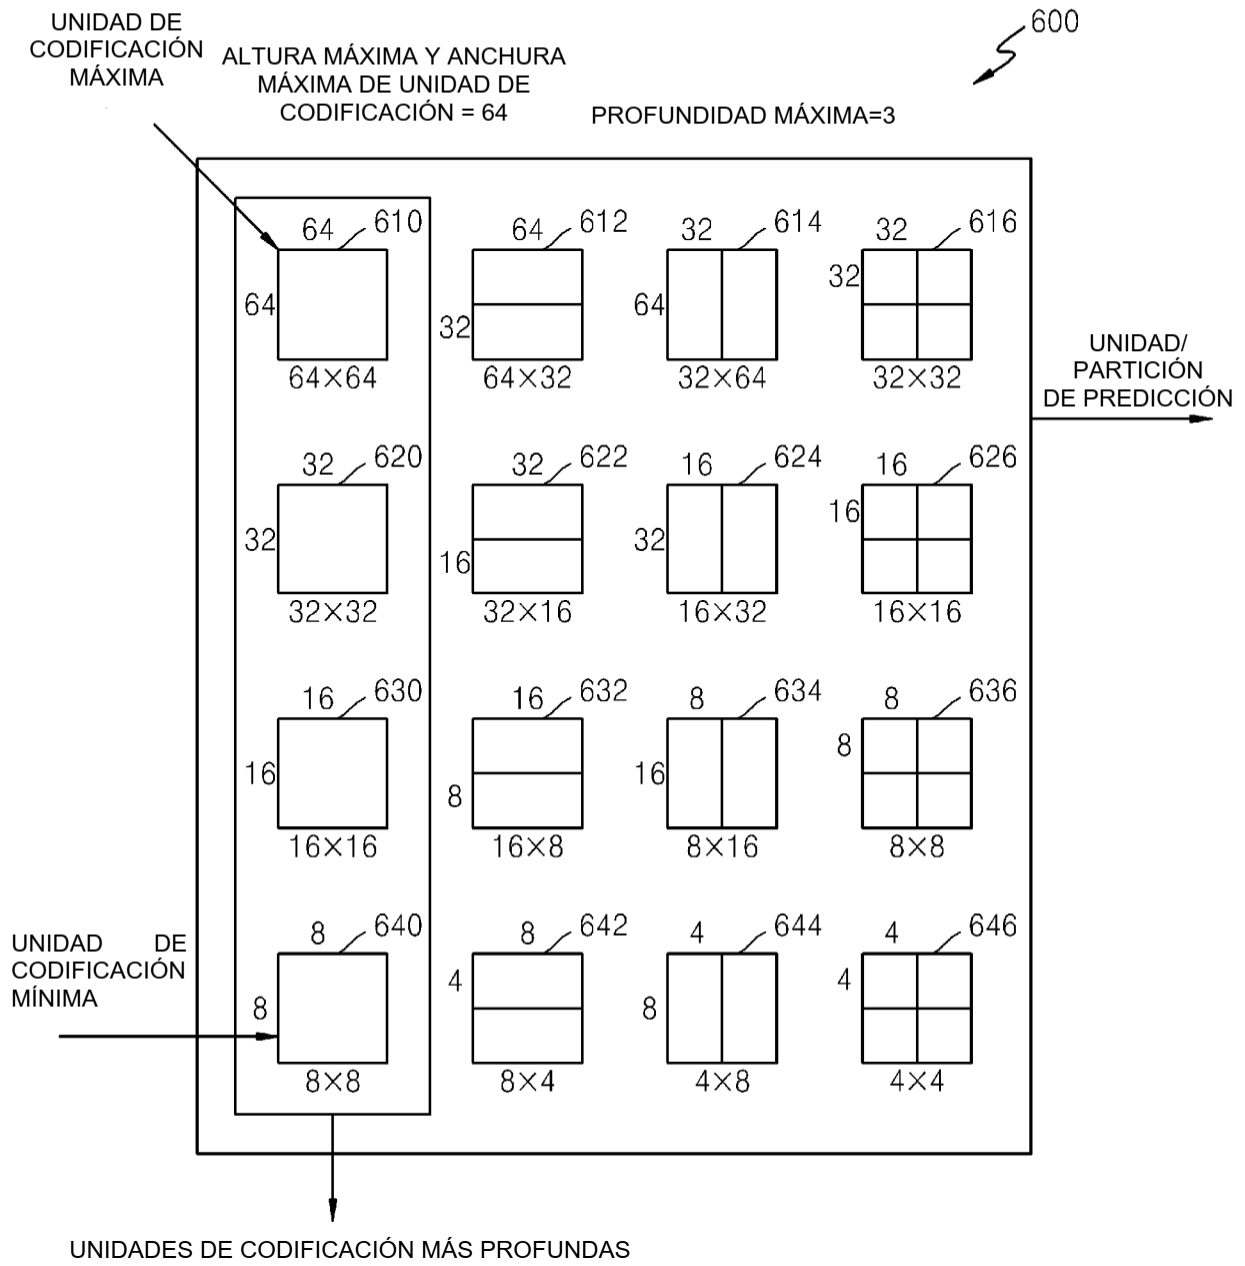 600
UNIDAD DE
CODIFICACIÓN
MÁXIMA
ALTURA MÁXIMA Y ANCHURA
MÁXIMA DE UNIDAD DE
CODIFICACIÓN = 64
PROFUNDIDAD MÁXIMA=3
64 610 64 612 32 614 32 616
64 32 64 32
64×64 64×32 32×64 32×32
UNIDAD/
PARTICIÓN
DE PREDICCIÓN
32 620 32 622 16 624 16 626
32 16 32 16
32×32 32×16 16×32 16×16
16 630 16 632 8 634 8 636
16 8 16 8
16×16 16×8 8×16 8×8
8 640 8 642 4 644 4 646
8 4 8 4
8×8 8×4 4×8 4×4
UNIDAD DE
CODIFICACIÓN
MÍNIMA
UNIDADES DE CODIFICACIÓN MÁS PROFUNDAS